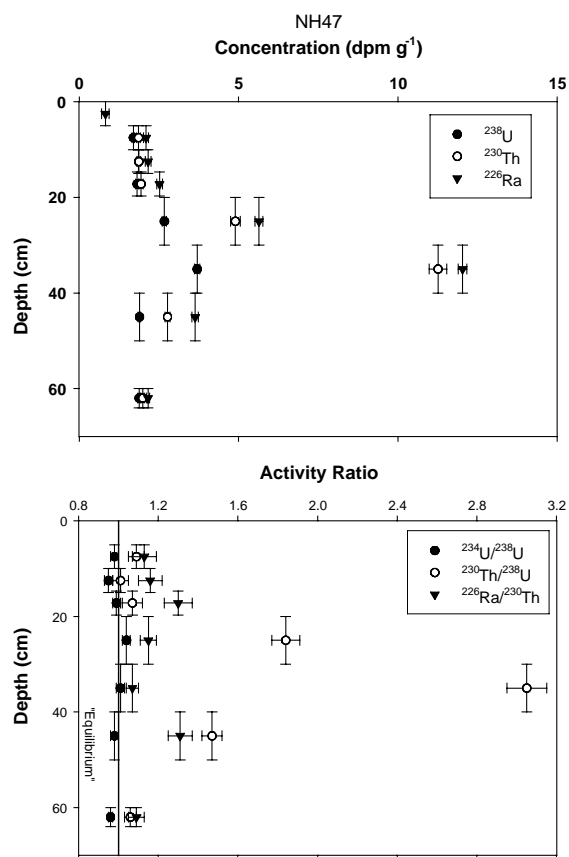 NH47
Concentration (dpm g⁻¹)
0 5 10 15
0
20
40
60
Depth (cm)
²³⁸U
²³⁰Th
²²⁶Ra
Activity Ratio
0.8 1.2 1.6 2.0 2.4 2.8 3.2
0
20
40
60
Depth (cm)
²³⁴U/²³⁸U
²³⁰Th/²³⁸U
²²⁶Ra/²³⁰Th
"Equilibrium"